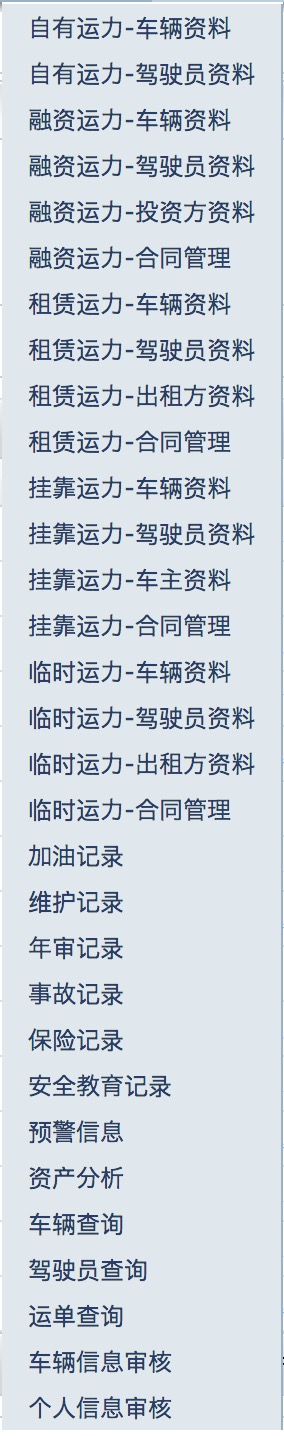 自有运力-车辆资料
自有运力-驾驶员资料
融资运力-车辆资料
融资运力-驾驶员资料
融资运力-投资方资料
融资运力-合同管理
租赁运力-车辆资料
租赁运力-驾驶员资料
租赁运力-出租方资料
租赁运力-合同管理
挂靠运力-车辆资料
挂靠运力-驾驶员资料
挂靠运力-车主资料
挂靠运力-合同管理
临时运力-车辆资料
临时运力-驾驶员资料
临时运力-出租方资料
临时运力-合同管理
加油记录
维护记录
年审记录
事故记录
保险记录
安全教育记录
预警信息
资产分析
车辆查询
驾驶员查询
运单查询
车辆信息审核
个人信息审核